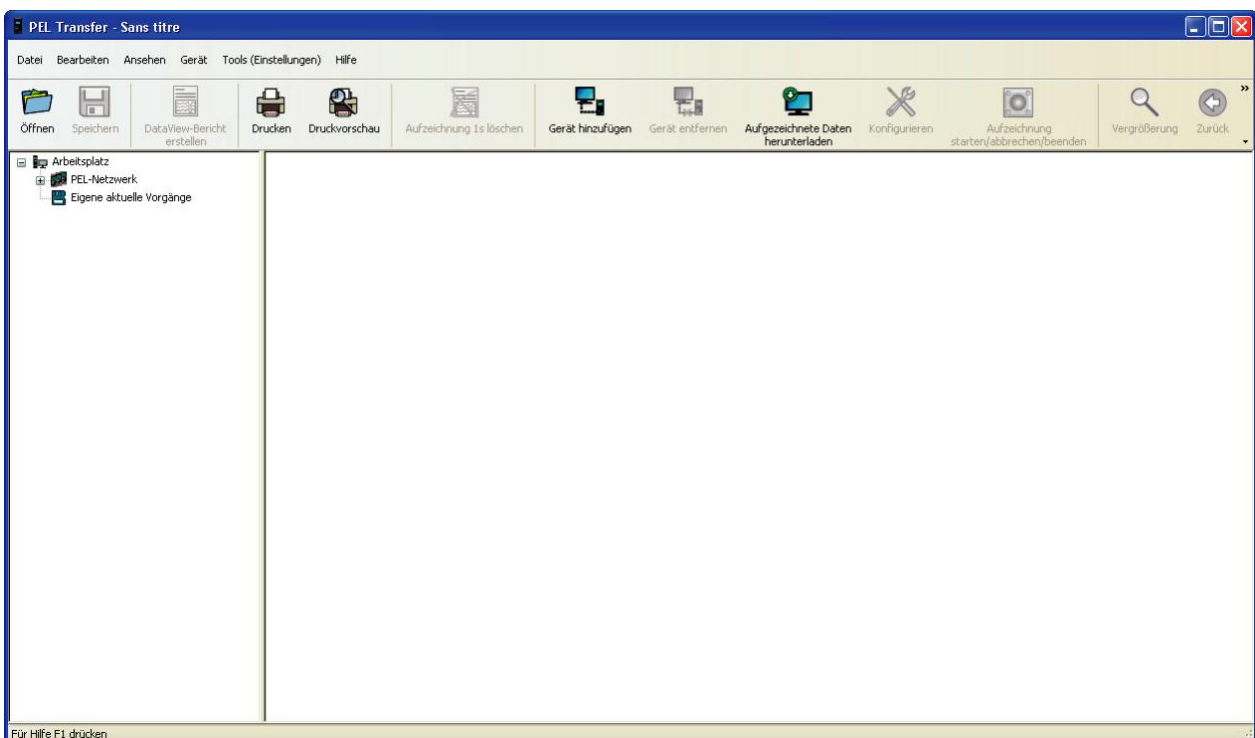 PEL Transfer - Sans titre
Datei Bearbeiten Ansehen Gerät Tools (Einstellungen) Hilfe
Öffnen Speichern DataView-Bericht erstellen Drucken Druckvorschau Aufzeichnung 1s löschen Gerät hinzufügen Gerät entfernen Aufgezeichnete Daten herunterladen Konfigurieren Aufzeichnung starten/abbrechen/beenden Vergrößerung Zurück
Arbeitsplatz
PEL-Netzwerk
Eigene aktuelle Vorgänge
Für Hilfe F1 drücken